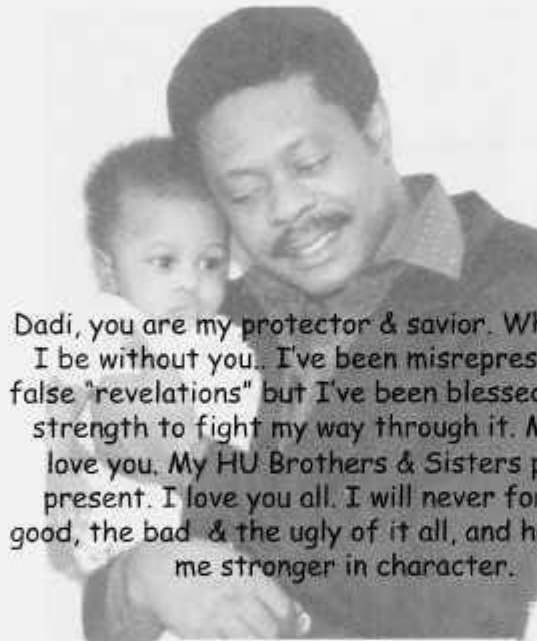 Dadi, you are my protector & savior.
I be without you.. I've been
false "revelations" but I've been blessed
strength to fight my way through it.
love you. My HU Brothers & Sisters
present. I love you all. I will never
good, the bad & the ugly of it all, and
me stronger in character.